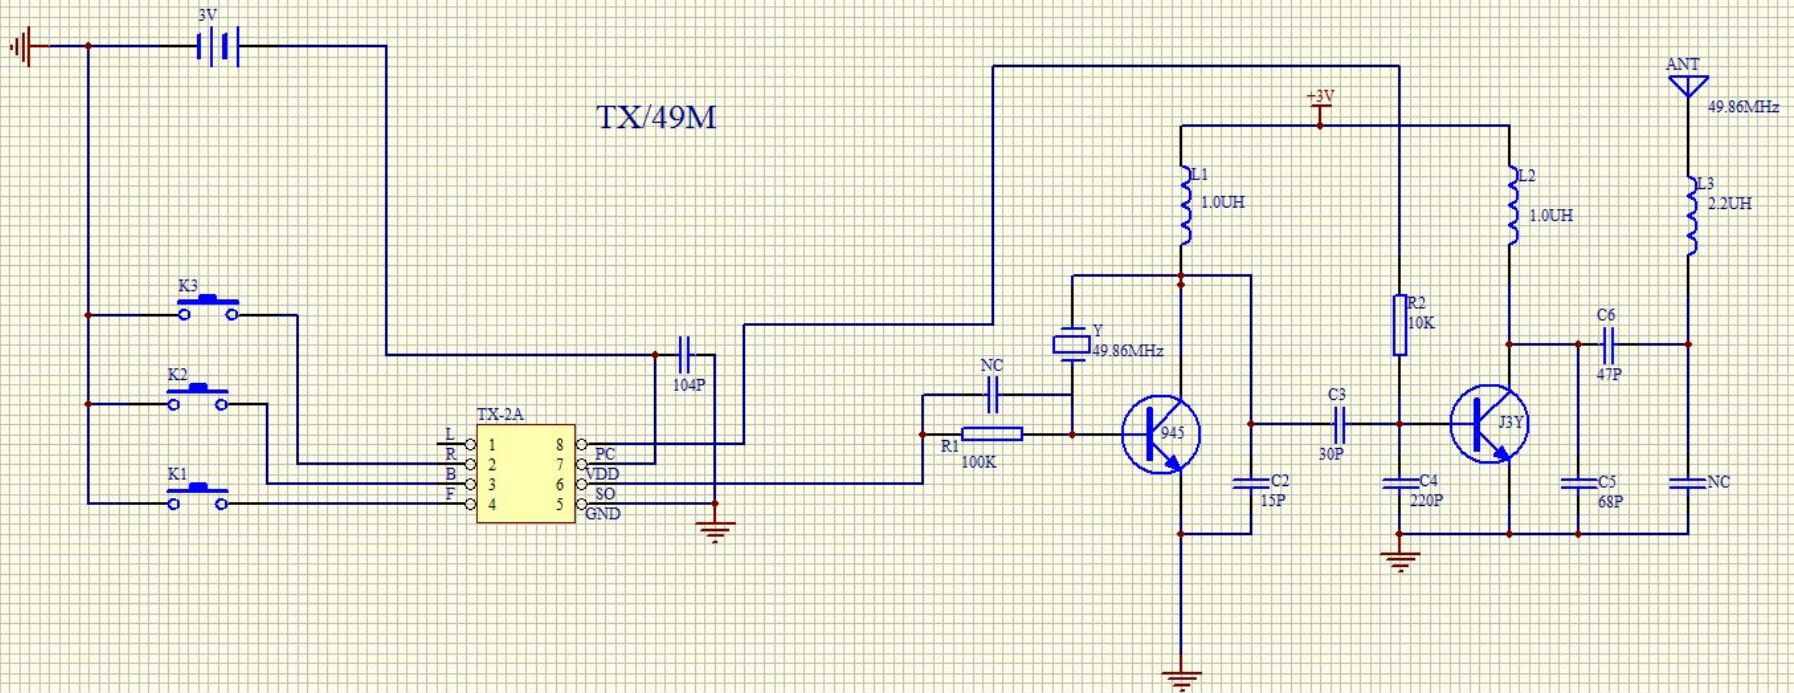 3V
TX/49M
+3V
ANT
49.86MHz
L1
1.0UH
L2
1.0UH
L3
2.2UH
K3
K2
K1
104P
TX-2A
L
R
B
F
1
2
3
4
8
7
6
5
PC
VDD
SO
GND
NC
R1
100K
Y
49.86MHz
945
C2
15P
C3
30P
R2
10K
C4
220P
J3Y
C6
47P
C5
68P
NC